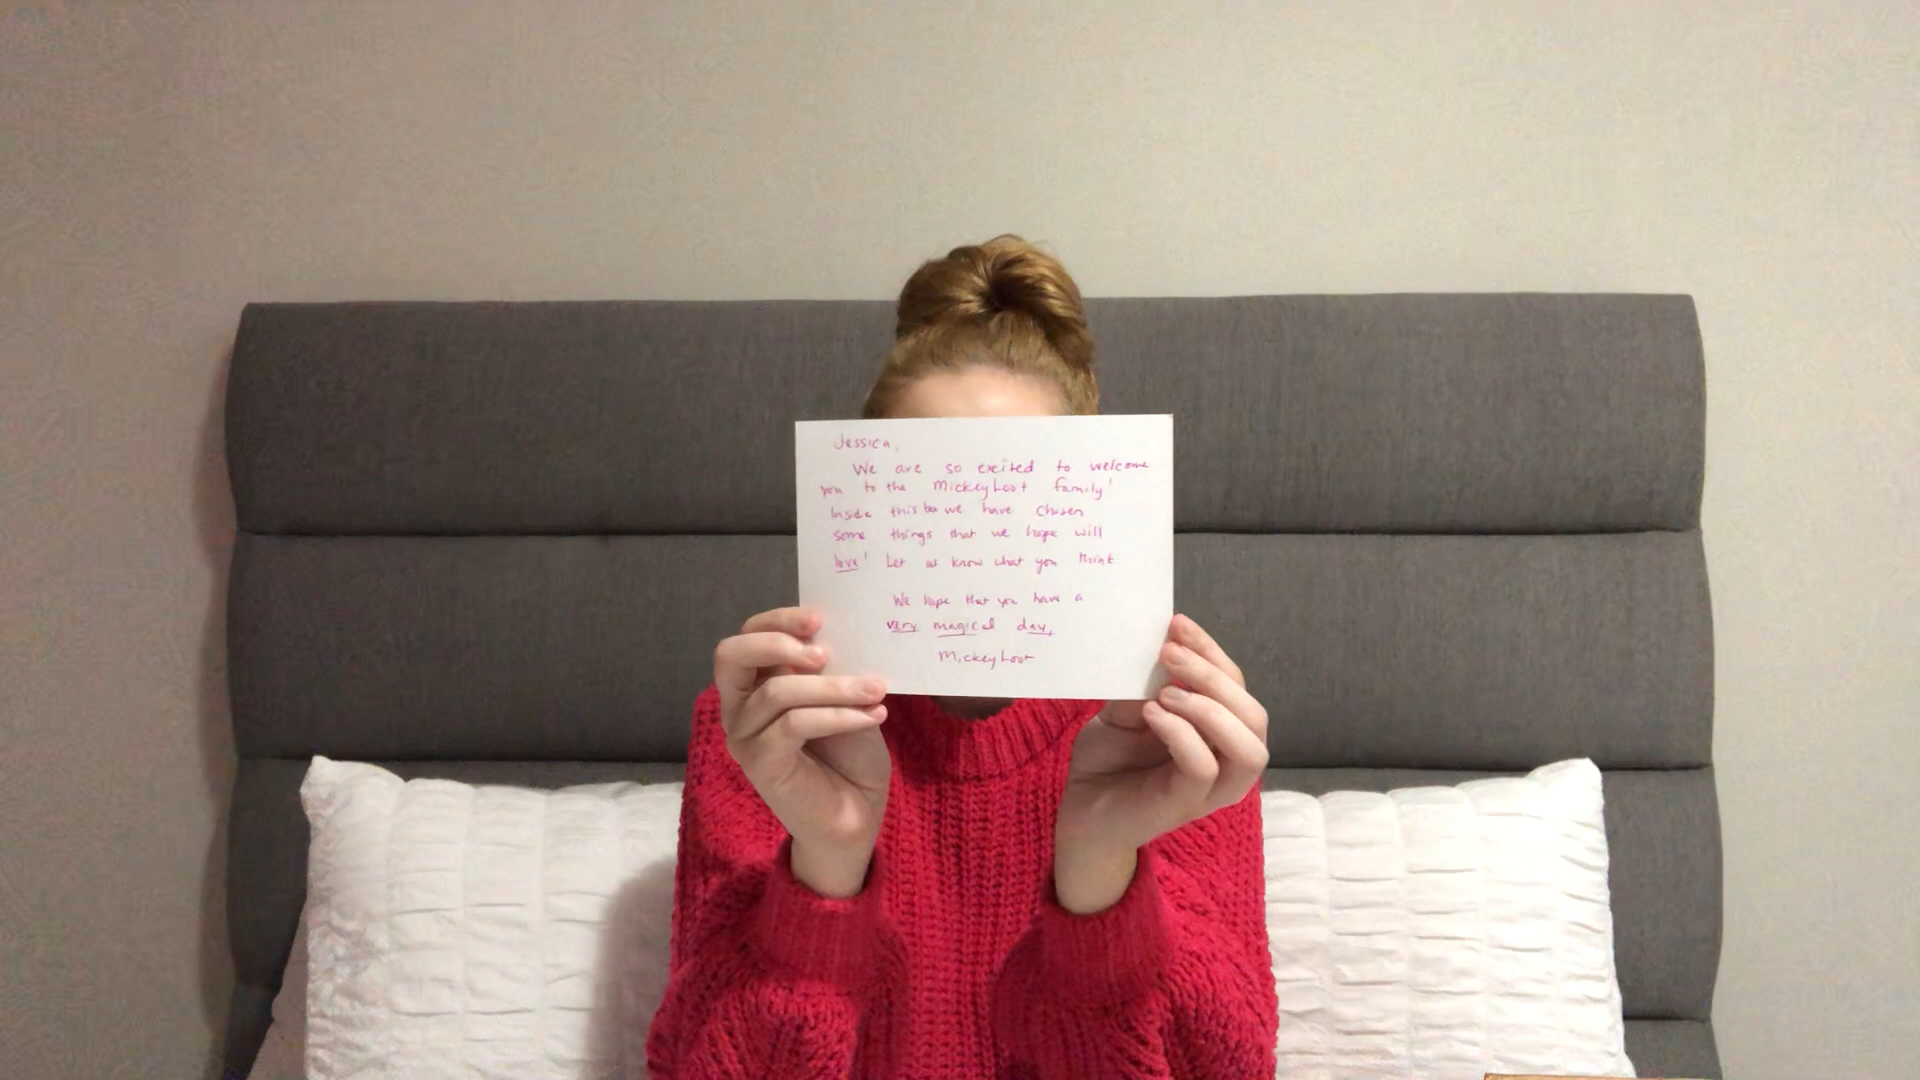 Jessica,
We are so excited to welcome
you to the MickeyLoot family!
Inside this box we have chosen
some things that we hope will
love! Let us know what you think
We hope that you have a
very magical day,
MickeyLoot